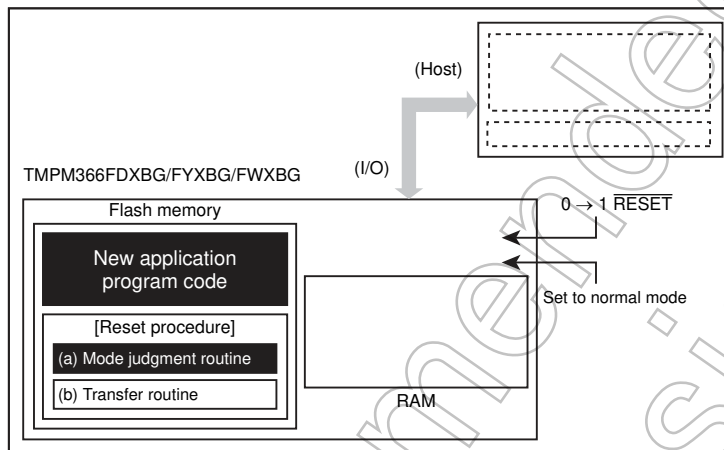 (Host)
(I/O)
TMPM366FDXBG/FYXBG/FWXBG
Flash memory
0 → 1 RESET
New application
program code
Set to normal mode
[Reset procedure]
(a) Mode judgment routine
(b) Transfer routine
RAM